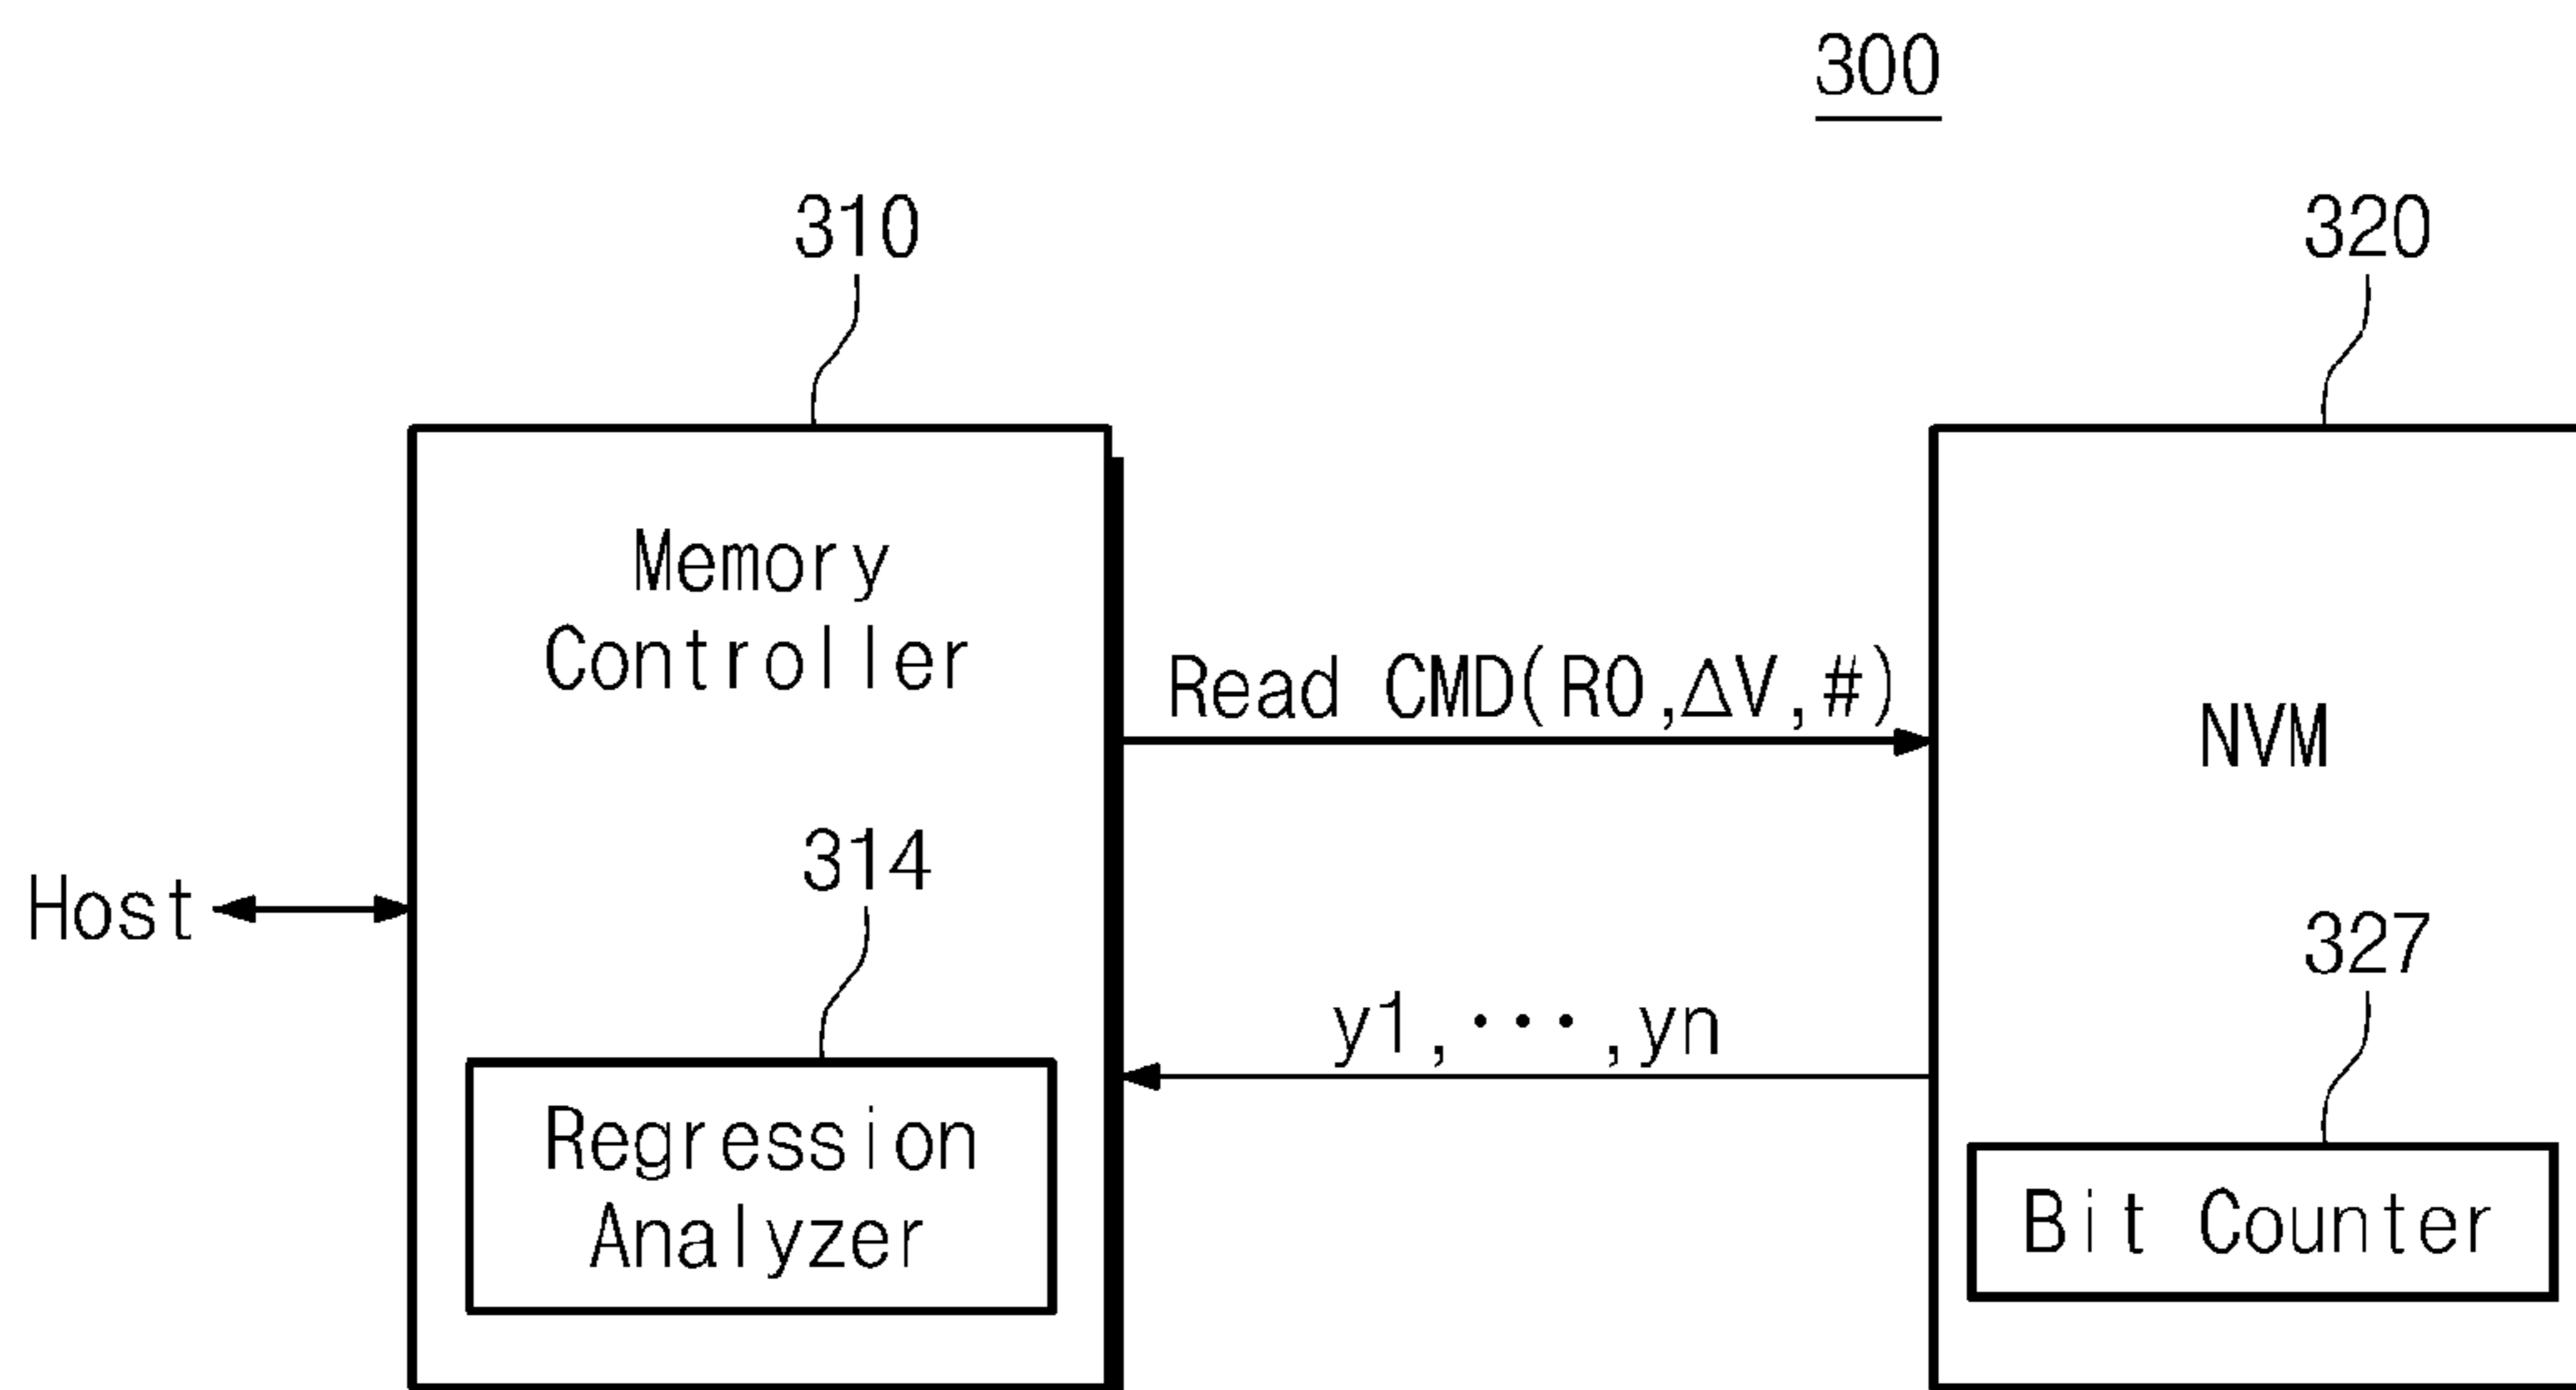 300
310
320
Memory
Controller
Read CMD(R0,ΔV,#)
NVM
314
Host
327
y1,···,yn
Regression
Analyzer
Bit Counter